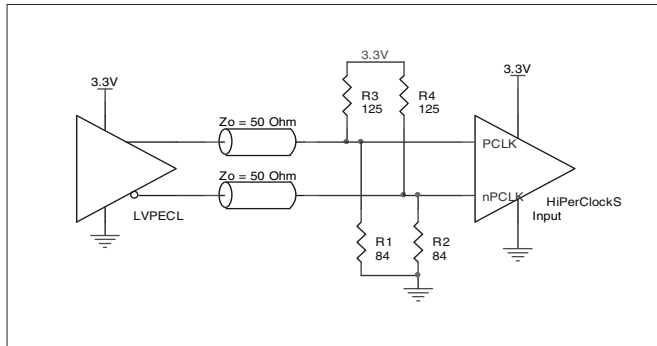 3.3V
3.3V
3.3V
R3
125
R4
125
Zo = 50 Ohm
PCLK
Zo = 50 Ohm
nPCLK
HiPerClockS
Input
LVPECL
R1
84
R2
84